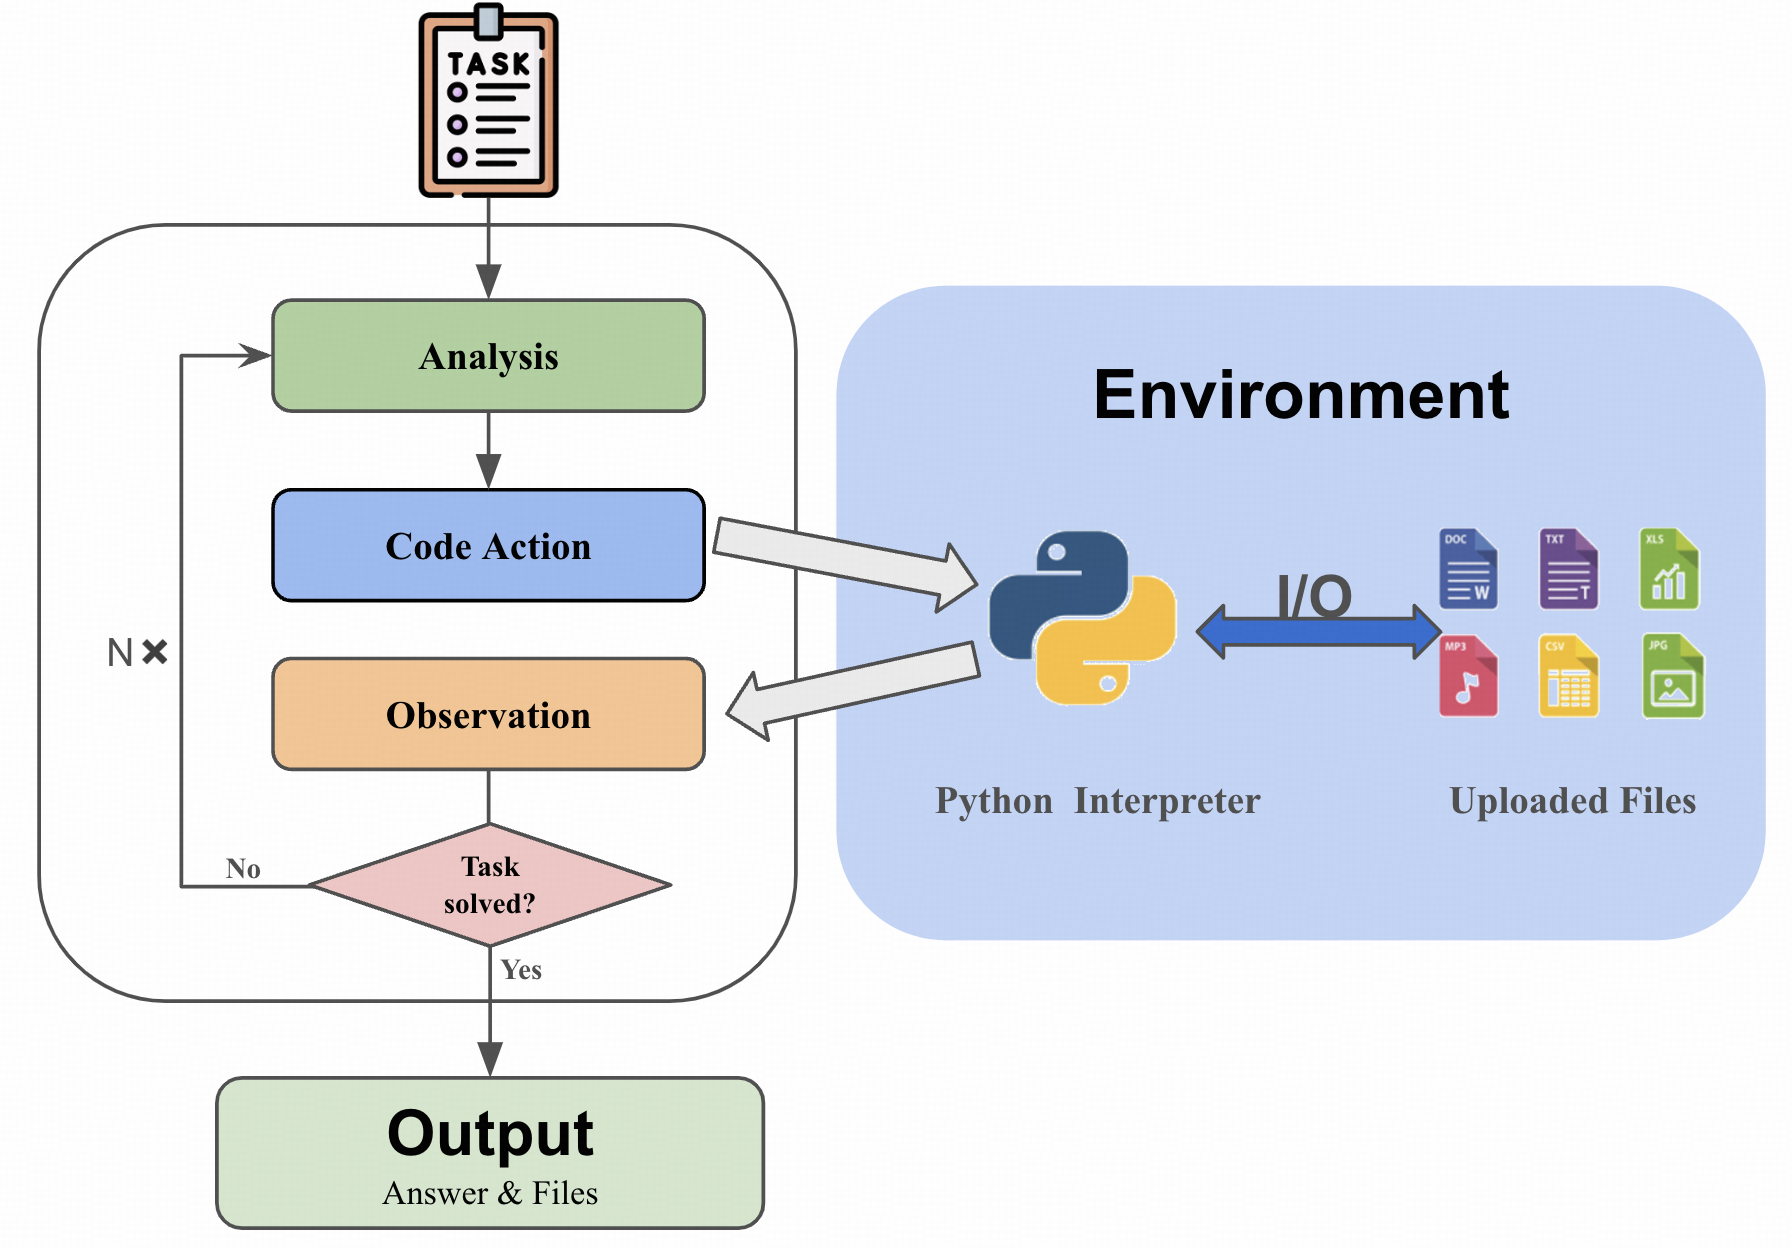 TASK
Analysis
Code Action
Observation
N ✖
No
Task
solved?
Yes
Output
Answer & Files
Environment
I/O
DOC
W
TXT
T
XLS
MP3
CSV
JPG
Python Interpreter
Uploaded Files